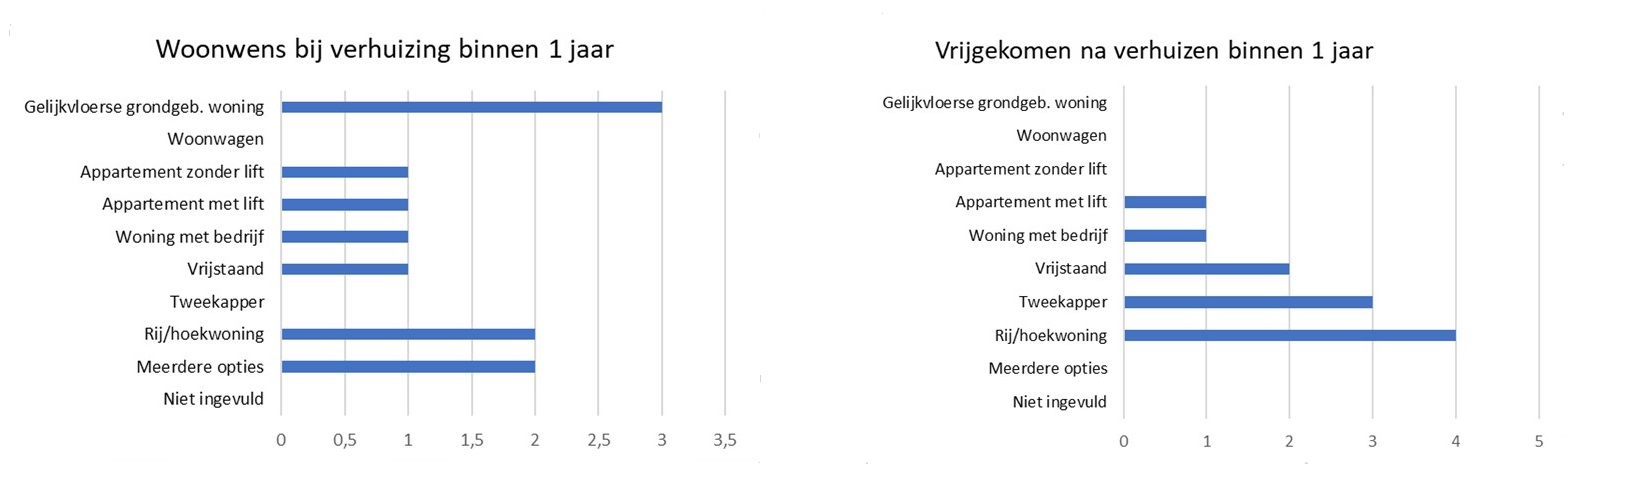 Woonwens bij verhuizing binnen 1 jaar
Gelijkvloerse grondgeb. woning
Woonwagen
Appartement zonder lift
Appartement met lift
Woning met bedrijf
Vrijstaand
Tweekapper
Rij/hoekwoning
Meerdere opties
Niet ingevuld
0 0,5 1 1,5 2 2,5 3 3,5
Vrijgekomen na verhuizen binnen 1 jaar
Gelijkvloerse grondgeb. woning
Woonwagen
Appartement zonder lift
Appartement met lift
Woning met bedrijf
Vrijstaand
Tweekapper
Rij/hoekwoning
Meerdere opties
Niet ingevuld
0 1 2 3 4 5